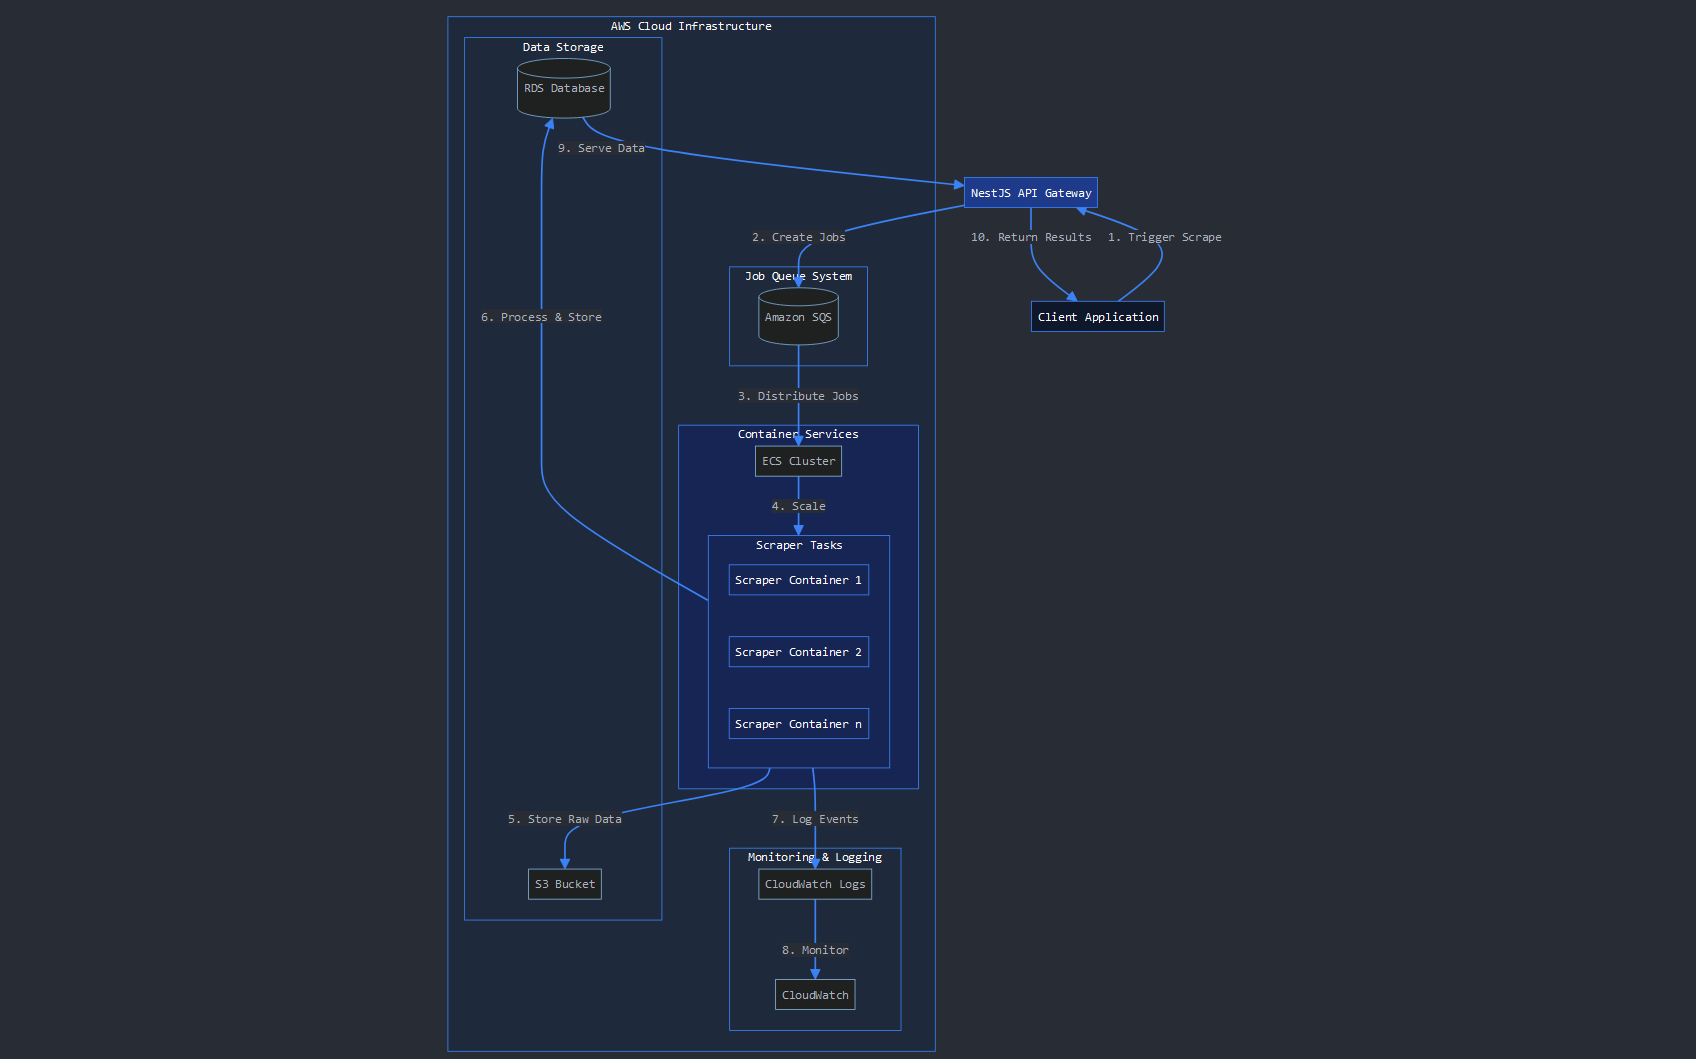 AWS Cloud Infrastructure
Data Storage
RDS Database
9. Serve Data
NestJS API Gateway
2. Create Jobs
10. Return Results
1. Trigger Scrape
Job Queue System
Amazon SQS
Client Application
6. Process & Store
3. Distribute Jobs
Container Services
ECS Cluster
4. Scale
Scraper Tasks
Scraper Container 1
Scraper Container 2
Scraper Container n
5. Store Raw Data
7. Log Events
Monitoring & Logging
S3 Bucket
CloudWatch Logs
8. Monitor
CloudWatch